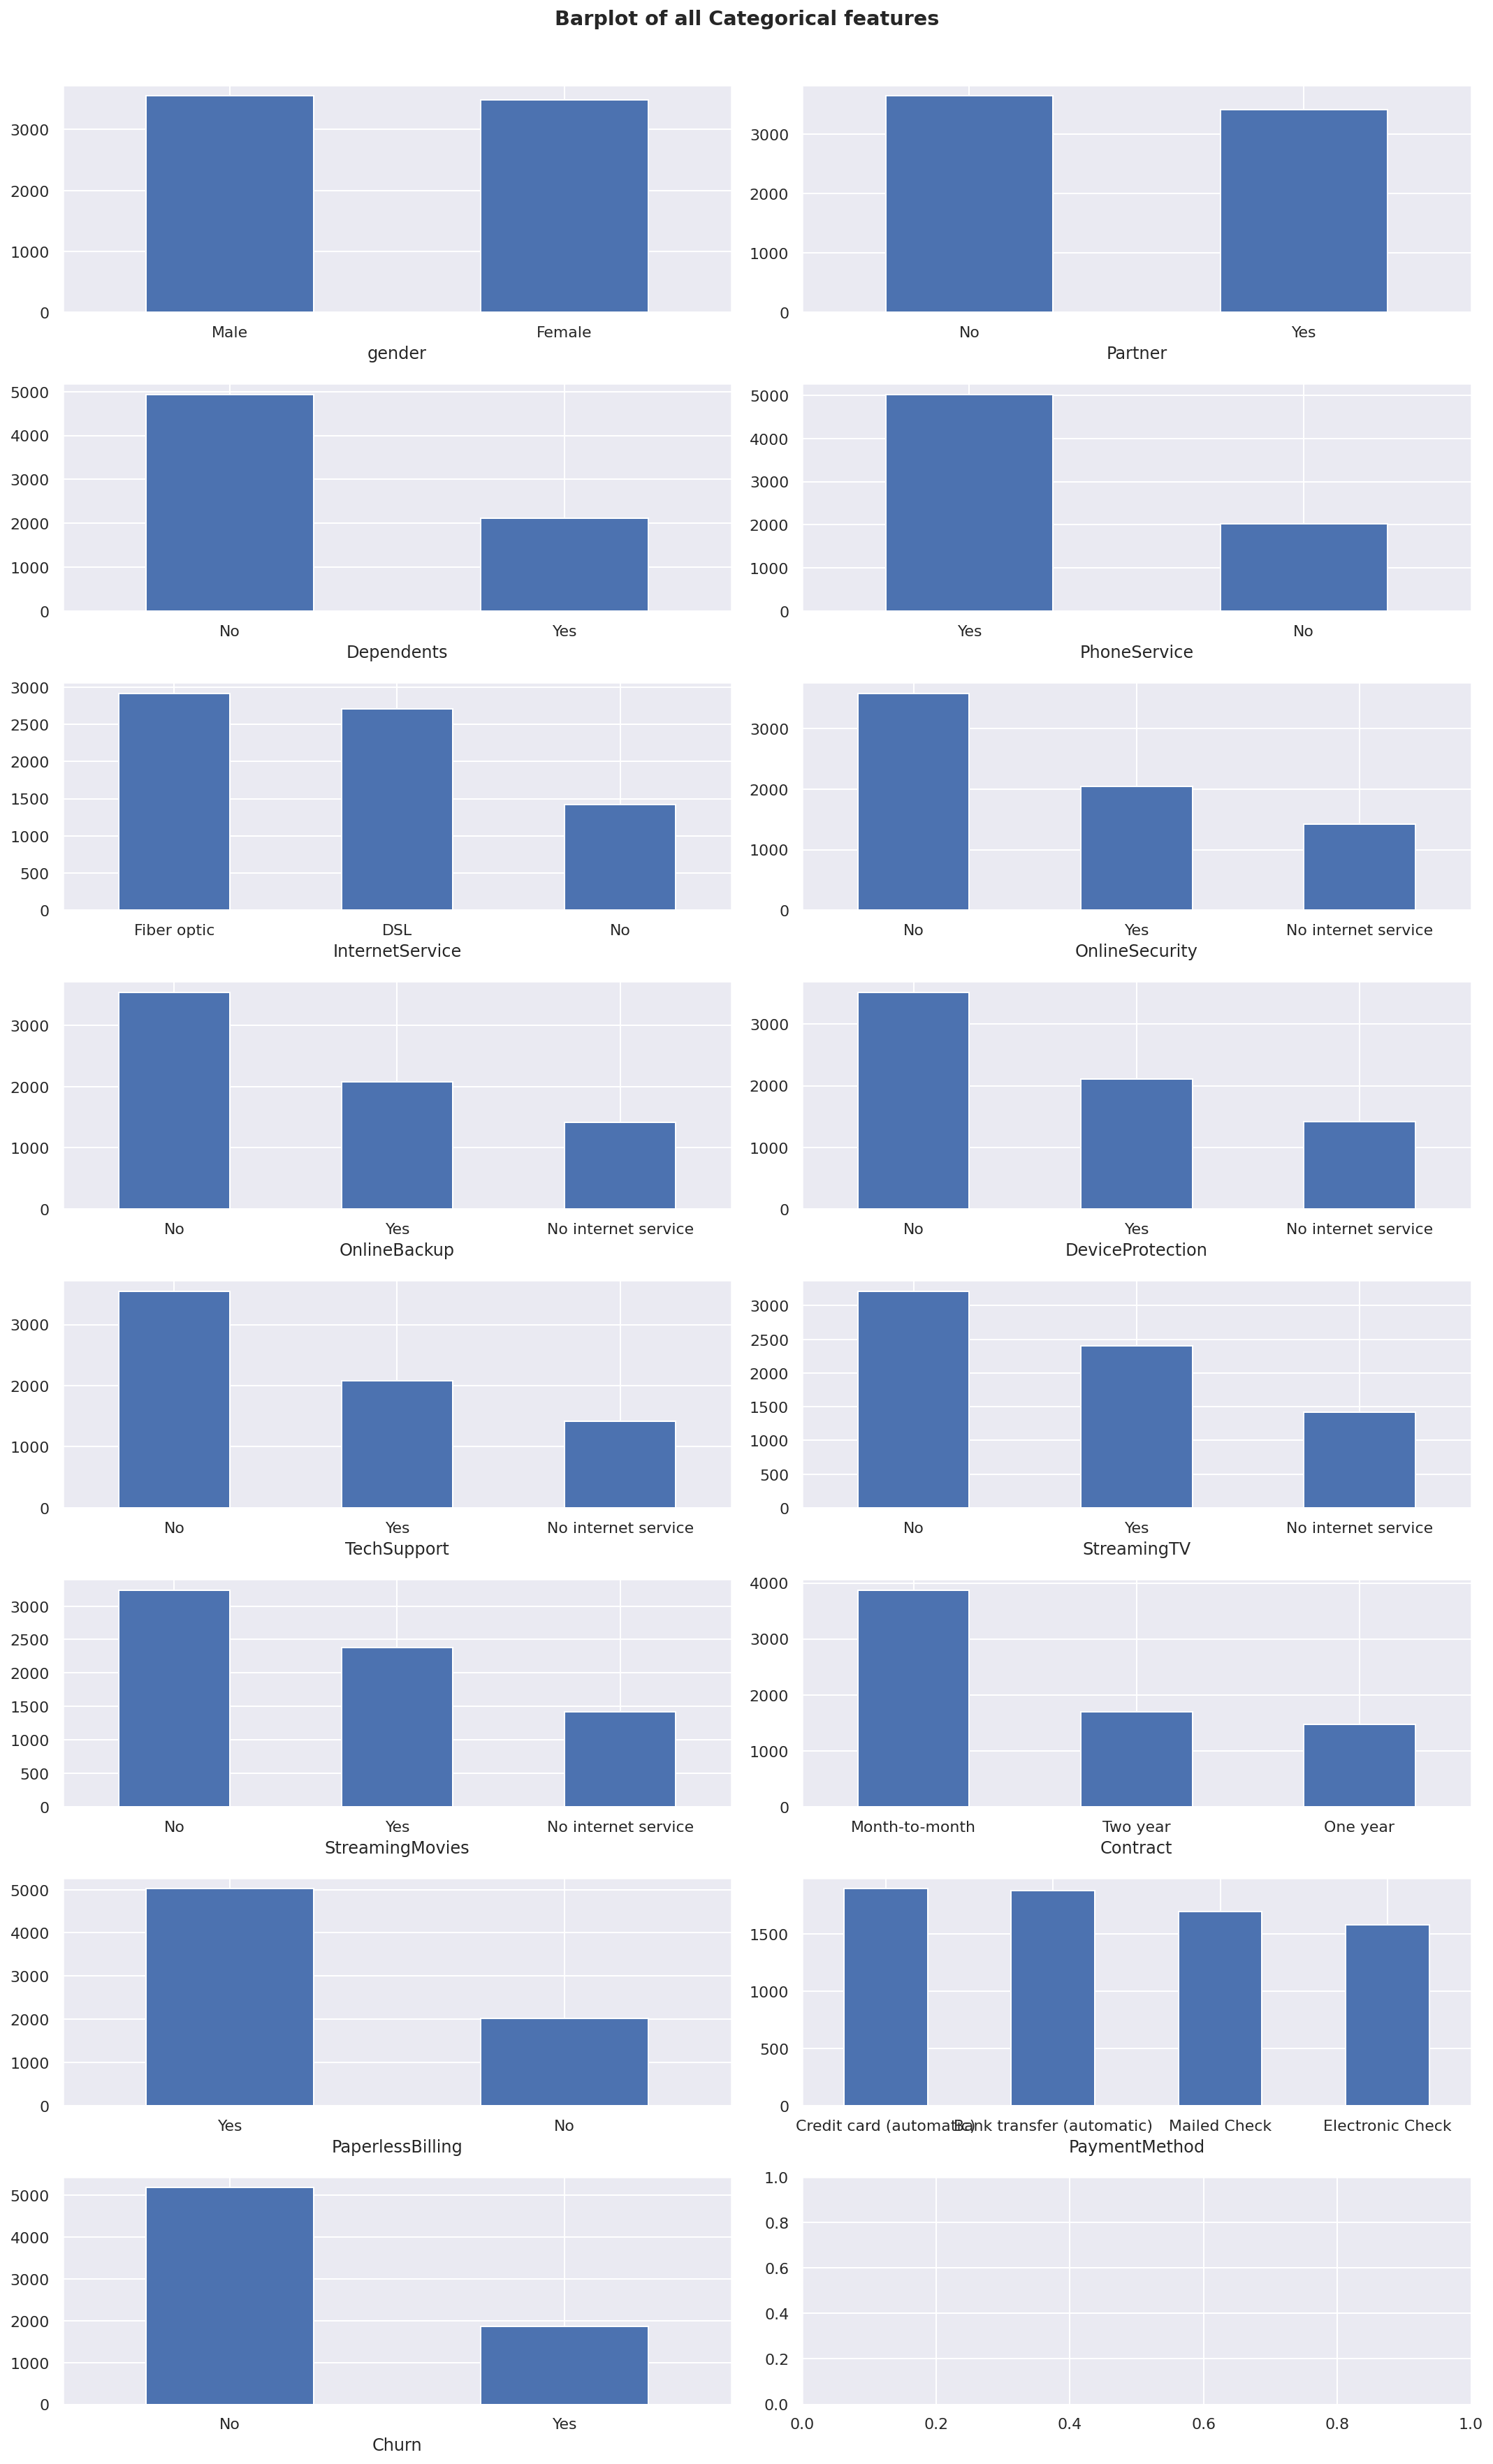 Barplot of all Categorical features
3000
2000
1000
0
Male Female
gender
3000
2000
1000
0
No Yes
Partner
5000
4000
3000
2000
1000
0
No Yes
Dependents
5000
4000
3000
2000
1000
0
Yes No
PhoneService
3000
2500
2000
1500
1000
500
0
Fiber optic DSL No
InternetService
3000
2000
1000
0
No Yes No internet service
OnlineSecurity
3000
2000
1000
0
No Yes No internet service
OnlineBackup
3000
2000
1000
0
No Yes No internet service
DeviceProtection
3000
2000
1000
0
No Yes No internet service
TechSupport
3000
2500
2000
1500
1000
500
0
No Yes No internet service
StreamingTV
3000
2500
2000
1500
1000
500
0
No Yes No internet service
StreamingMovies
4000
3000
2000
1000
0
Month-to-month Two year One year
Contract
5000
4000
3000
2000
1000
0
Yes No
PaperlessBilling
1500
1000
500
0
Credit card (automatic) Bank transfer (automatic) Mailed Check Electronic Check
PaymentMethod
5000
4000
3000
2000
1000
0
No Yes
Churn
1.0
0.8
0.6
0.4
0.2
0.0
0.0 0.2 0.4 0.6 0.8 1.0